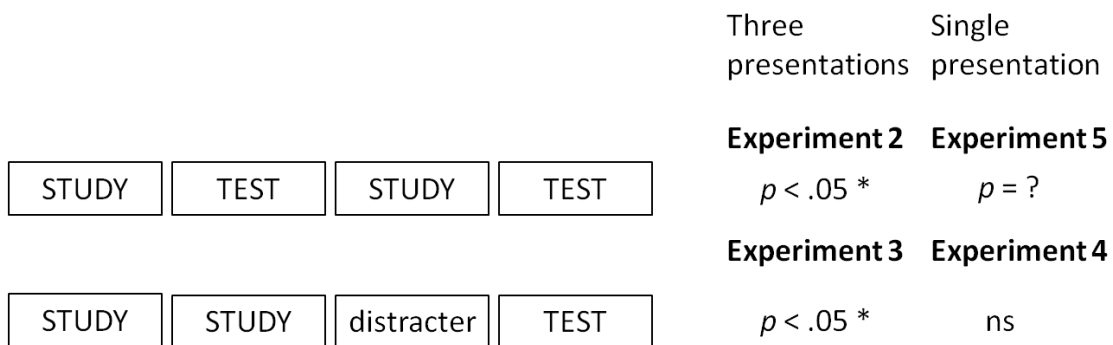 Three Single
presentations presentation
Experiment 2 Experiment 5
STUDY TEST STUDY TEST p < .05 * p = ?
Experiment 3 Experiment 4
STUDY STUDY distracter TEST p < .05 * ns